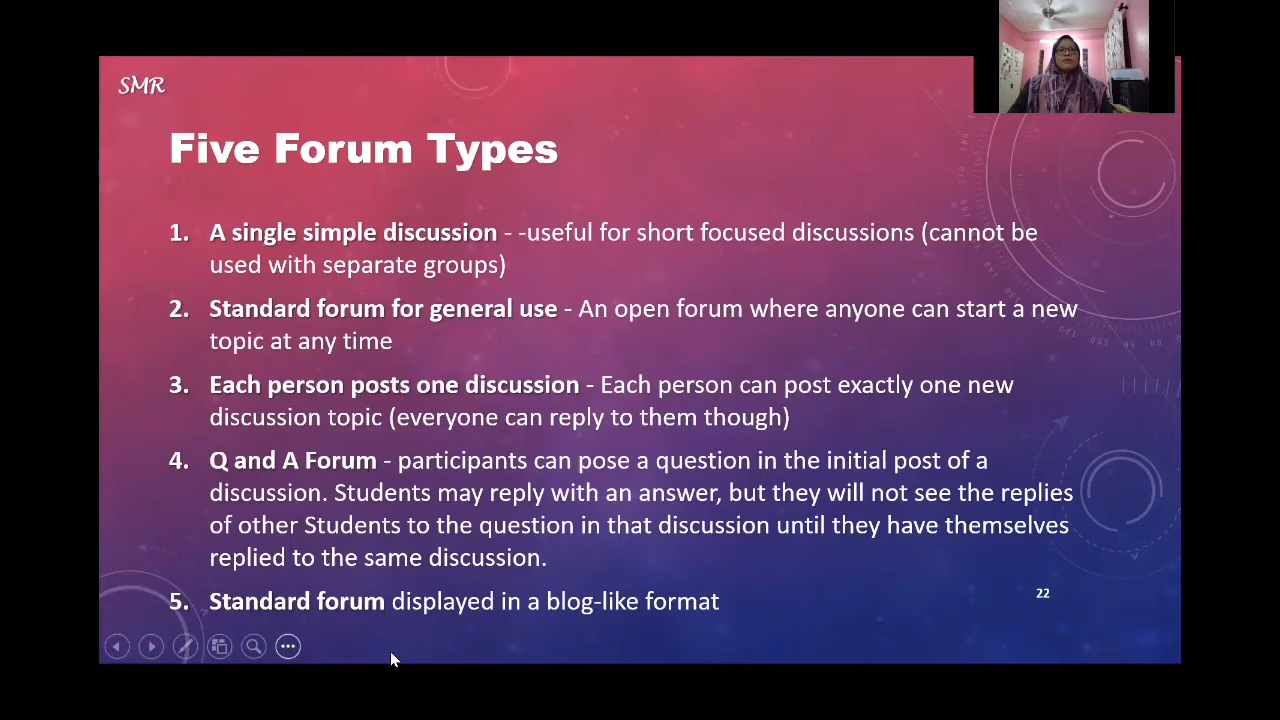 SMR
Five Forum Types
1. A single simple discussion - -useful for short focused discussions (cannot be
used with separate groups)
2. Standard forum for general use - An open forum where anyone can start a new
topic at any time
3. Each person posts one discussion - Each person can post exactly one new
discussion topic (everyone can reply to them though)
4. Q and A Forum - participants can pose a question in the initial post of a
discussion. Students may reply with an answer, but they will not see the replies
of other Students to the question in that discussion until they have themselves
replied to the same discussion.
5. Standard forum displayed in a blog-like format
22